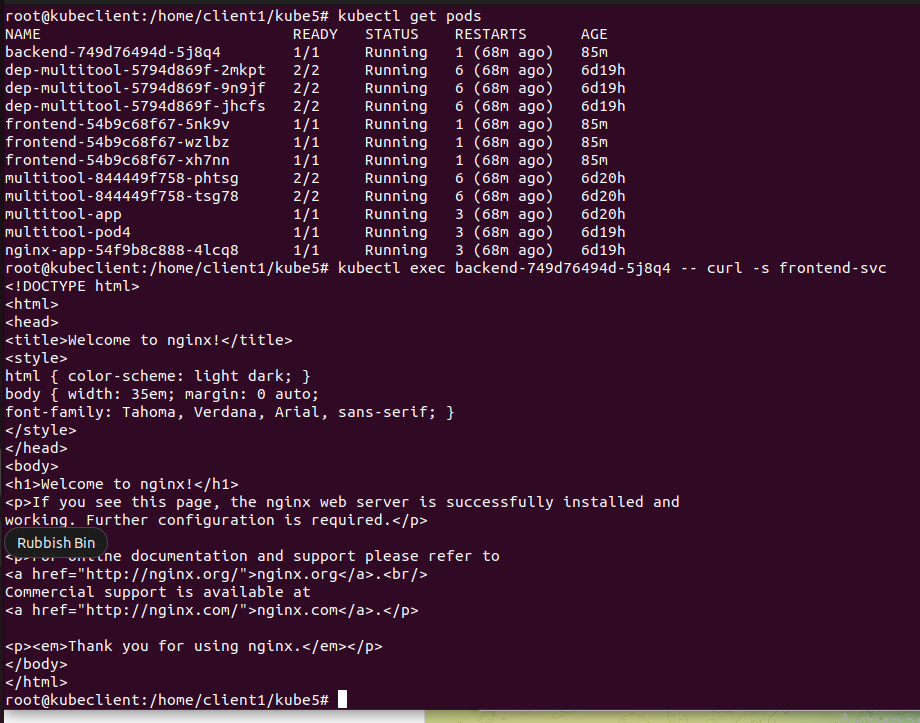 root@kubeclient:/home/client1/kube5# kubectl get pods
NAME READY STATUS RESTARTS AGE
backend-749d76494d-5j8q4 1/1 Running 1 (68m ago) 85m
dep-multitool-5794d869f-2mkpt 2/2 Running 6 (68m ago) 6d19h
dep-multitool-5794d869f-9n9jf 2/2 Running 6 (68m ago) 6d19h
dep-multitool-5794d869f-jhcfs 2/2 Running 6 (68m ago) 6d19h
frontend-54b9c68f67-5nk9v 1/1 Running 1 (68m ago) 85m
frontend-54b9c68f67-wzlbz 1/1 Running 1 (68m ago) 85m
frontend-54b9c68f67-xh7nn 1/1 Running 1 (68m ago) 85m
multitool-844449f758-phtsg 2/2 Running 6 (68m ago) 6d20h
multitool-844449f758-tsg78 2/2 Running 6 (68m ago) 6d20h
multitool-app 1/1 Running 3 (68m ago) 6d20h
multitool-pod4 1/1 Running 3 (68m ago) 6d19h
nginx-app-54f9b8c888-4lcq8 1/1 Running 3 (68m ago) 6d19h
root@kubeclient:/home/client1/kube5# kubectl exec backend-749d76494d-5j8q4 -- curl -s frontend-svc
<!DOCTYPE html>
<html>
<head>
<title>Welcome to nginx!</title>
<style>
html { color-scheme: light dark; }
body { width: 35em; margin: 0 auto;
font-family: Tahoma, Verdana, Arial, sans-serif; }
</style>
</head>
<body>
<h1>Welcome to nginx!</h1>
<p>If you see this page, the nginx web server is successfully installed and
working. Further configuration is required.</p>
Rubbish Bin
documentation and support please refer to
<a href="http://nginx.org/">nginx.org</a>.<br/>
Commercial support is available at
<a href="http://nginx.com/">nginx.com</a>.</p>
<p><em>Thank you for using nginx.</em></p>
</body>
</html>
root@kubeclient:/home/client1/kube5#